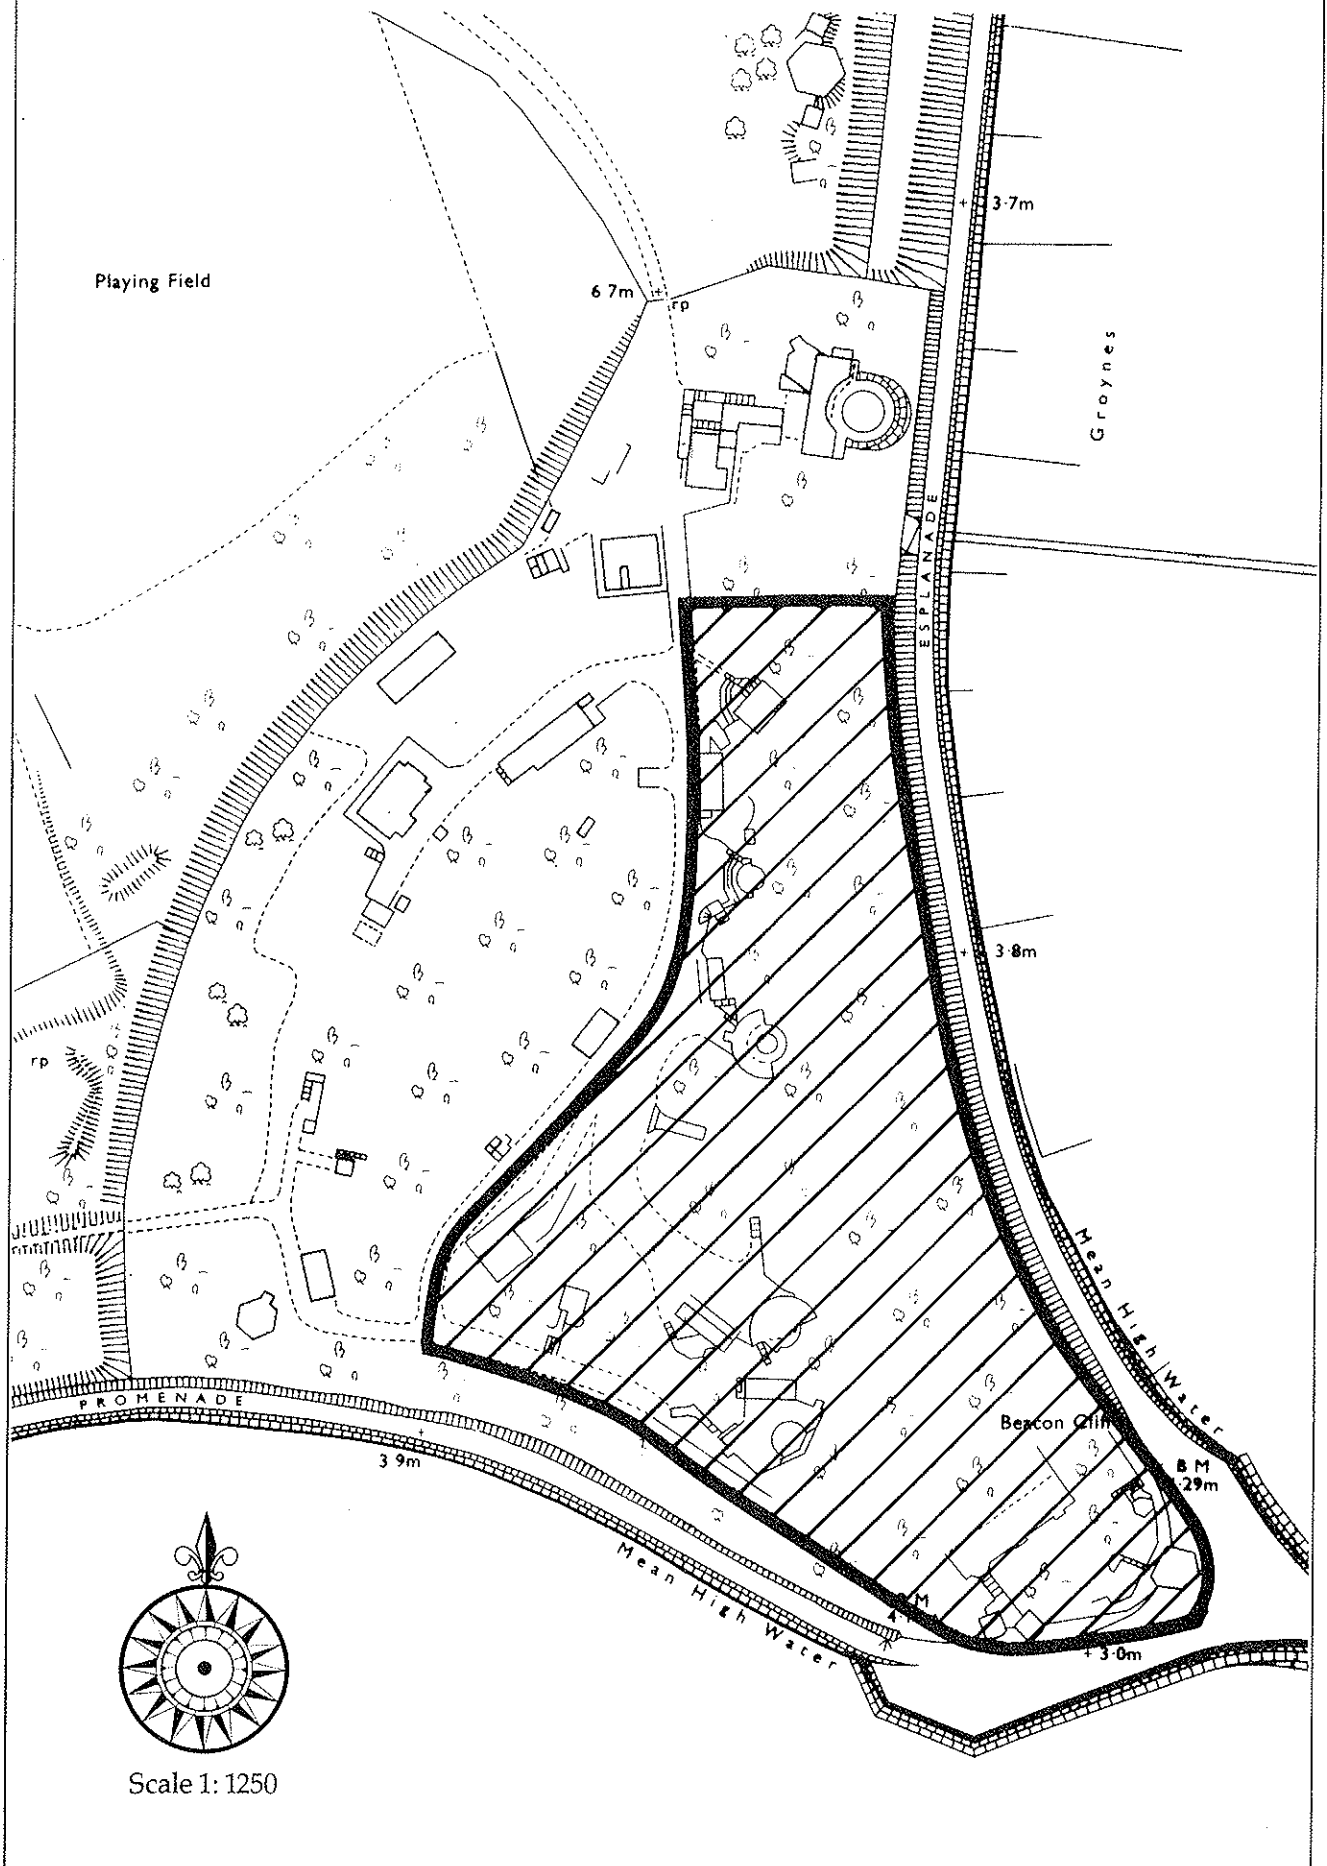 3·7m
Playing Field
6 7m
rp
Groynes
ESPLANADE
3·8m
rp
Mean High Water
PROMENADE
Beacon Cliff
3 9m
B M
·29m
Mean High Water
M
3·0m
Scale 1: 1250